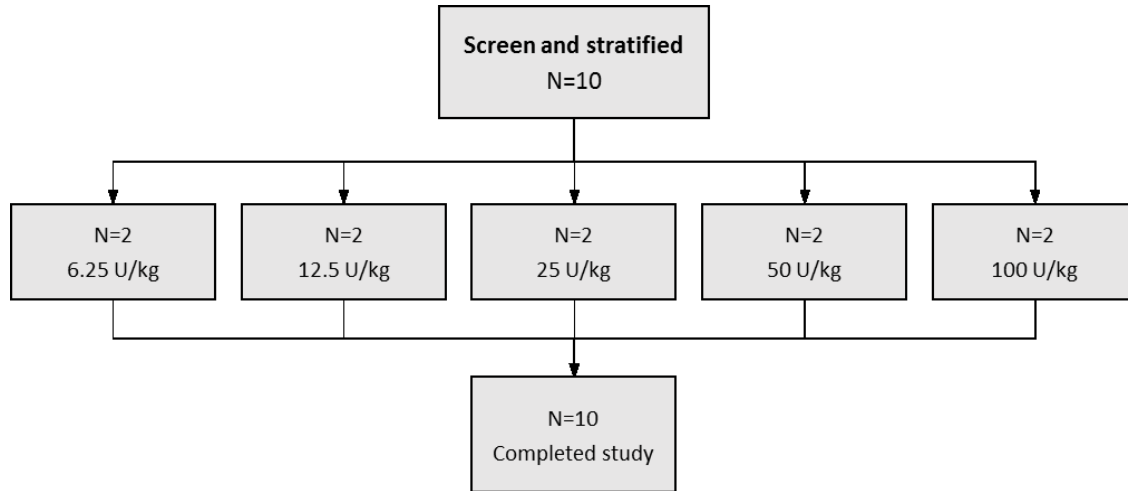 Screen and stratified
N=10
N=2
6.25 U/kg
N=2
12.5 U/kg
N=2
25 U/kg
N=2
50 U/kg
N=2
100 U/kg
N=10
Completed study